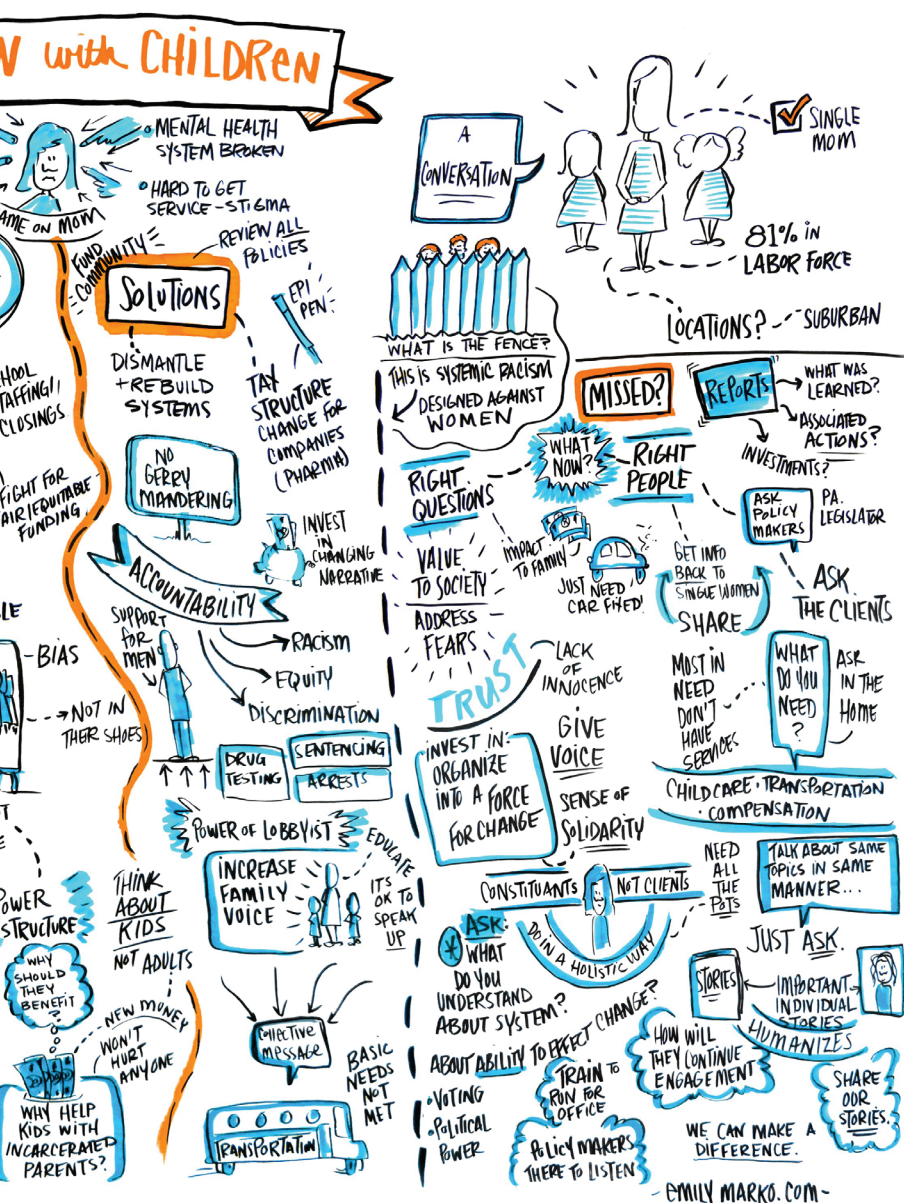 with CHILDREN
• MENTAL HEALTH
SYSTEM BROKEN
• HARD TO GET
SERVICE - STIGMA
ON MOM
FUND
COMMUNITY
REVIEW ALL
POLICIES
SOLUTIONS
EPI
PEN
DISMANTLE
+ REBUILD
SYSTEMS
TAX
STRUCTURE
CHANGE FOR
COMPANIES
(PHARMA)
CLOSINGS
FIGHT FOR
FUNDING
NO
GERRY
MANDERING
INVEST
IN
CHANGING
NARRATIVE
ACCOUNTABILITY
SUPPORT
FOR
MEN
RACISM
EQUITY
DISCRIMINATION
- BIAS
NOT IN
THEIR SHOES
DRUG
TESTING
SENTENCING
ARRESTS
POWER OF LOBBYIST
INCREASE
FAMILY
VOICE
EDUCATE
ITS
OK TO
SPEAK
UP
STRUCTURE
THINK
ABOUT
KIDS
NOT ADULTS
WHY
SHOULD
THEY
BENEFIT?
NEW MONEY
WON'T
HURT
ANYONE
WHY HELP
KIDS WITH
INCARCERATED
PARENTS?
COLLECTIVE
MESSAGE
BASIC
NEEDS
NOT
MET
TRANSPORTATION
A
CONVERSATION
SINGLE
MOM
81% IN
LABOR FORCE
LOCATIONS? - SUBURBAN
WHAT IS THE FENCE?
THIS IS SYSTEMIC RACISM
DESIGNED AGAINST
WOMEN
MISSED?
REPORTS
WHAT WAS
LEARNED?
ASSOCIATED
ACTIONS?
INVESTMENTS?
RIGHT
QUESTIONS
WHAT
NOW?
RIGHT
PEOPLE
ASK
POLICY
MAKERS
PA.
LEGISLATOR
VALUE
TO SOCIETY
IMPACT
TO FAMILY
JUST NEED
CAR FIXED!
GET INFO
BACK TO
SINGLE WOMEN
SHARE
ASK
THE CLIENTS
ADDRESS
FEARS
TRUST
LACK
OF
INNOCENCE
MOST IN
NEED
DON'T
HAVE
SERVICES
WHAT
DO YOU
NEED
?
ASK
IN THE
HOME
INVEST IN:
ORGANIZE
INTO A FORCE
FOR CHANGE
GIVE
VOICE
SENSE OF
SOLIDARITY
CHILDCARE • TRANSPORTATION
• COMPENSATION
CONSTITUANTS
NOT CLIENTS
DO IN A HOLISTIC WAY
NEED
ALL
THE
POTS
TALK ABOUT SAME
TOPICS IN SAME
MANNER...
JUST ASK.
* ASK:
WHAT
DO YOU
UNDERSTAND
ABOUT SYSTEM?
STORIES
IMPORTANT
INDIVIDUAL
STORIES
HUMANIZES
ABOUT ABILITY TO EFFECT CHANGE?
• VOTING
• POLITICAL
POWER
TRAIN TO
RUN FOR
OFFICE
POLICY MAKERS
THERE TO LISTEN
HOW WILL
THEY CONTINUE
ENGAGEMENT
SHARE
OUR
STORIES.
WE CAN MAKE A
DIFFERENCE.
- EMILY MARKO.COM -